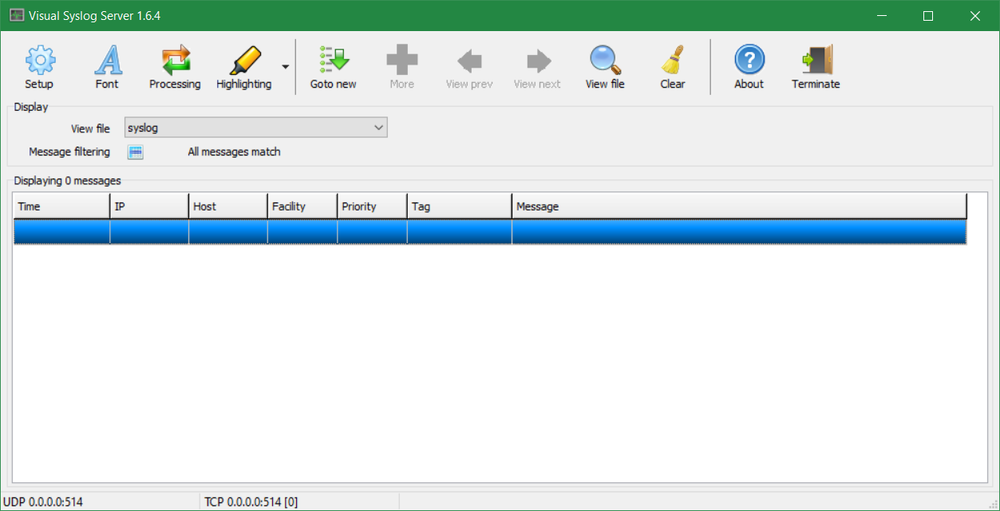 Visual Syslog Server 1.6.4
Setup Font Processing Highlighting Goto new More View prev View next View file Clear About Terminate
Display
View file syslog
Message filtering All messages match
Displaying 0 messages
Time IP Host Facility Priority Tag Message
UDP 0.0.0.0:514 TCP 0.0.0.0:514 [0]